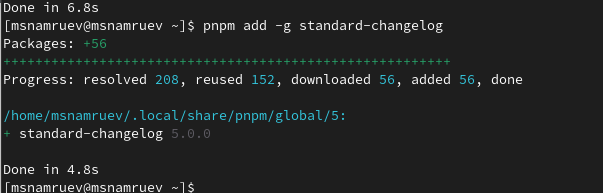 Done in 6.8s
[msnamruev@msnamruev ~]$ pnpm add -g standard-changelog
Packages: +56
++++++++++++++++++++++++++++++++++++++++++++++++++++++++
Progress: resolved 208, reused 152, downloaded 56, added 56, done

/home/msnamruev/.local/share/pnpm/global/5:
+ standard-changelog 5.0.0

Done in 4.8s
[msnamruev@msnamruev ~]$